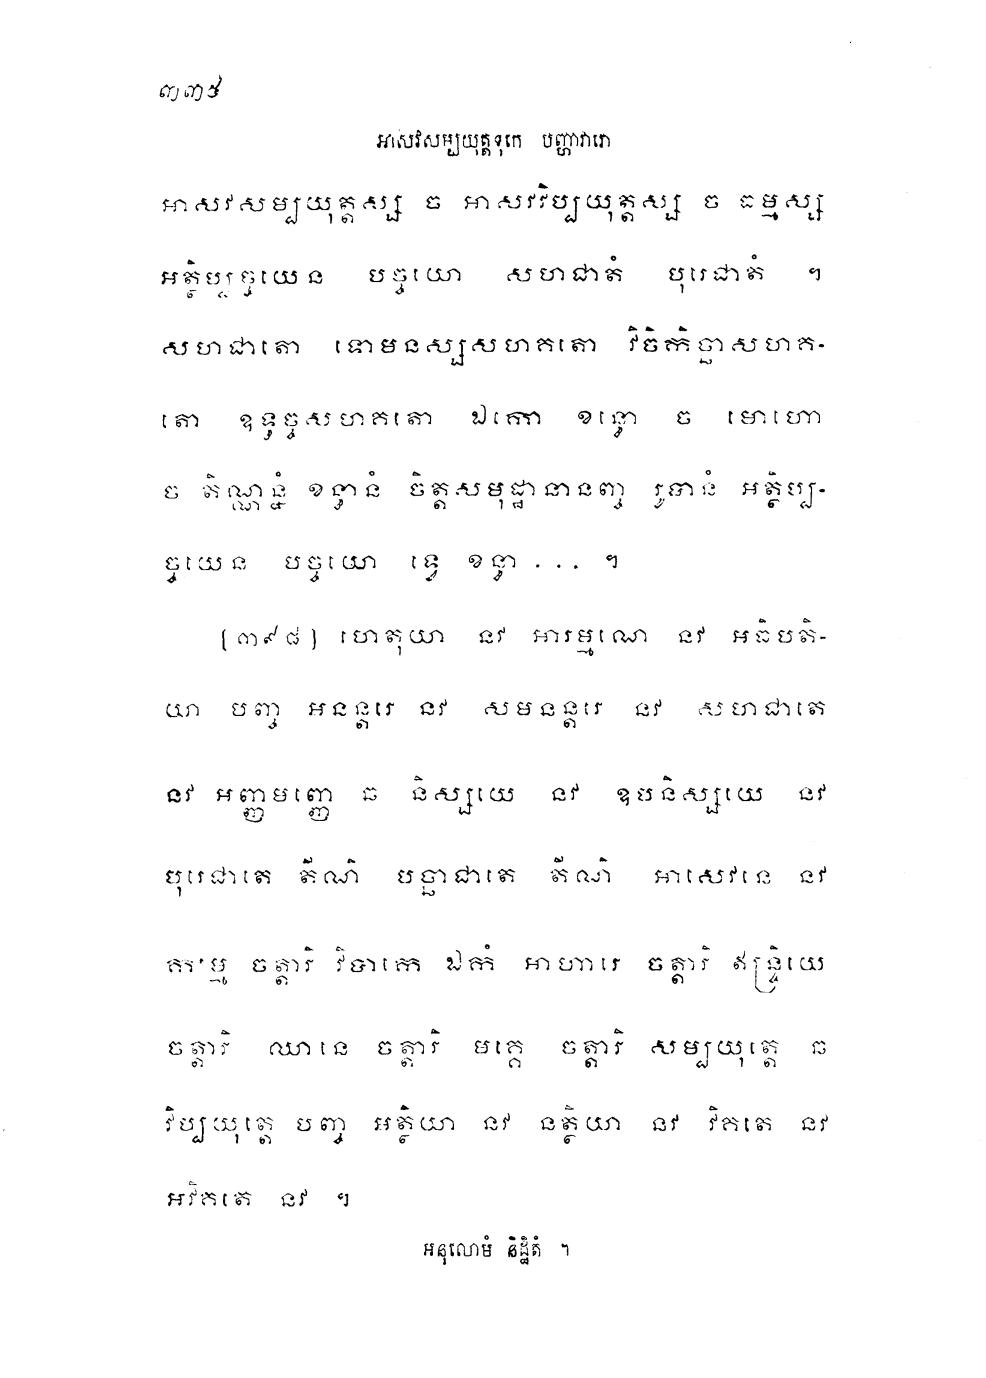 ៣៣៥
អាសវសម្បយុត្តទុកេ បញ្ហាវារោ
អាសវសម្បយុត្តស្ស ច អាសវវិប្បយុត្តស្ស ច ធម្មស្ស
អត្ថិប្បច្ចយេន បច្ចយោ សហជាតំ បុរេជាតំ ។
សហជាតោ ទោមនស្សសហគតោ វិចិកិច្ឆាសហគ-
តោ ឧទ្ធច្ចសហគតោ ឯកោ ខន្ធោ ច មោហោ
ច តិណ្ណន្នំ ខន្ធានំ ចិត្តសមុដ្ឋានានញ្ច រូបានំ អត្ថិប្ប-
ច្ចយេន បច្ចយោ ទ្វេ ខន្ធា ... ។
[៣៩៨] ហេតុយា នវ អារម្មណេ នវ អធិបតិ-
យា បញ្ច អនន្តរេ នវ សមនន្តរេ នវ សហជាតេ
នវ អញ្ញមញ្ញេ ឆ និស្សយេ នវ ឧបនិស្សយេ នវ
បុរេជាតេ តីណិ បច្ឆាជាតេ តីណិ អាសេវនេ នវ
កម្មេ ចត្តារិ វិបាកេ ឯកំ អាហារេ ចត្តារិ ឥន្ទ្រិយេ
ចត្តារិ ឈានេ ចត្តារិ មគ្គេ ចត្តារិ សម្បយុត្តេ ឆ
វិប្បយុត្តេ បញ្ច អត្ថិយា នវ នត្ថិយា នវ វិគតេ នវ
អវិគតេ នវ ។
អនុលោមំ និដ្ឋិតំ ។